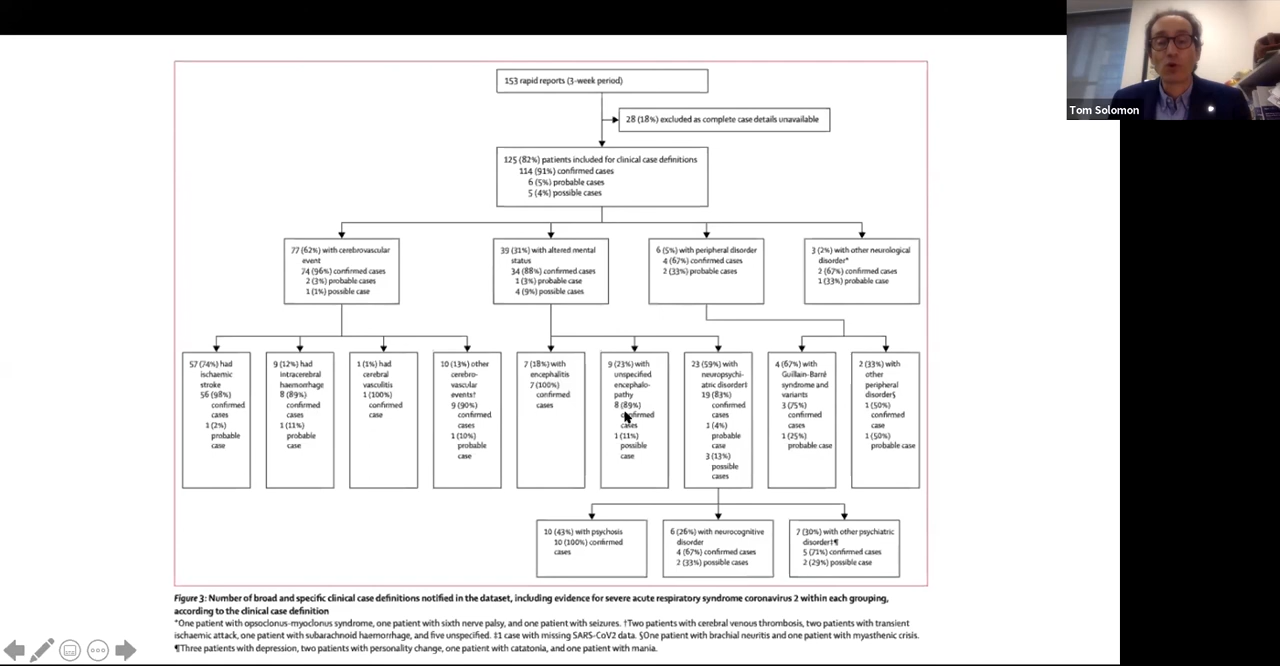 Tom Solomon
153 rapid reports (3-week period)
28 (18%) excluded as complete case details unavailable
125 (82%) patients included for clinical case definitions
114 (91%) confirmed cases
6 (5%) probable cases
5 (4%) possible cases
77 (62%) with cerebrovascular
event
74 (96%) confirmed cases
2 (3%) probable cases
1 (1%) possible case
39 (31%) with altered mental
status
34 (88%) confirmed cases
1 (3%) probable case
4 (9%) possible cases
6 (5%) with peripheral disorder
4 (67%) confirmed cases
2 (33%) probable cases
3 (2%) with other neurological
disorder*
2 (67%) confirmed cases
1 (33%) probable cases
57 (74%) had
ischaemic
stroke
56 (98%)
confirmed
cases
1 (2%)
probable
case
9 (12%) had
intracerebral
haemorrhage
8 (89%)
confirmed
cases
1 (11%)
probable
case
1 (1%) had
cerebral
vasculitis
1 (100%)
confirmed
case
10 (13%) other
cerebro-
vascular
events†
9 (90%)
confirmed
cases
1 (10%)
probable
case
7 (18%) with
encephalitis
7 (100%)
confirmed
cases
9 (23%) with
unspecified
encephalo-
pathy
8 (89%)
confirmed
cases
1 (11%)
possible
case
23 (59%) with
neuropsychi-
atric disorder‡
19 (83%)
confirmed
cases
1 (4%)
probable
case
3 (13%)
possible
cases
4 (67%) with
Guillain-Barré
syndrome and
variants
3 (75%)
confirmed
cases
1 (25%)
probable case
2 (33%) with
other
peripheral
disorder§
1 (50%)
confirmed
case
1 (50%)
probable case
10 (43%) with psychosis
10 (100%) confirmed
cases
6 (26%) with neurocognitive
disorder
4 (67%) confirmed cases
2 (33%) possible cases
7 (30%) with other psychiatric
disorder‡¶
5 (71%) confirmed cases
2 (29%) possible case
Figure 3: Number of broad and specific clinical case definitions notified in the dataset, including evidence for severe acute respiratory syndrome coronavirus 2 within each grouping,
according to the clinical case definition
*One patient with opsoclonus-myoclonus syndrome, one patient with sixth nerve palsy, and one patient with seizures. †Two patients with cerebral venous thrombosis, two patients with transient
ischaemic attack, one patient with subarachnoid haemorrhage, and five unspecified. ‡1 case with missing SARS-CoV2 data. §One patient with brachial neuritis and one patient with myasthenic crisis.
¶Three patients with depression, two patients with personality change, one patient with catatonia, and one patient with mania.